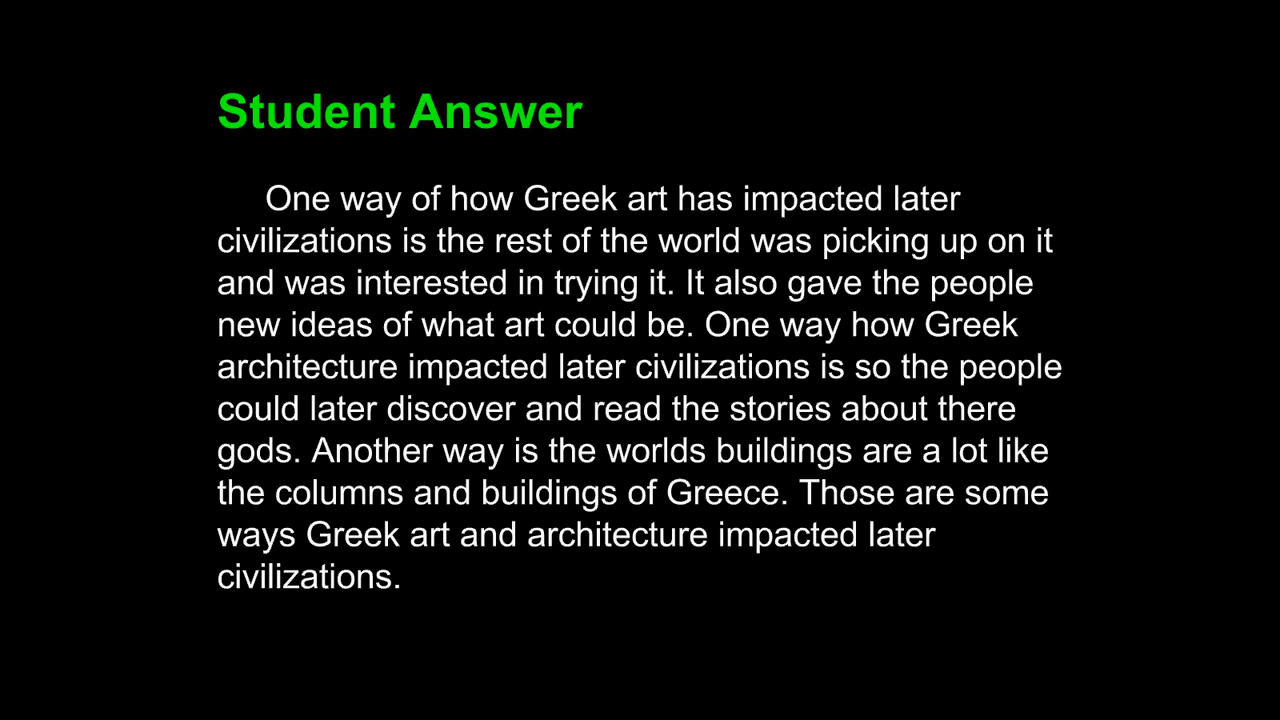 Student Answer
One way of how Greek art has impacted later
civilizations is the rest of the world was picking up on it
and was interested in trying it. It also gave the people
new ideas of what art could be. One way how Greek
architecture impacted later civilizations is so the people
could later discover and read the stories about there
gods. Another way is the worlds buildings are a lot like
the columns and buildings of Greece. Those are some
ways Greek art and architecture impacted later
civilizations.